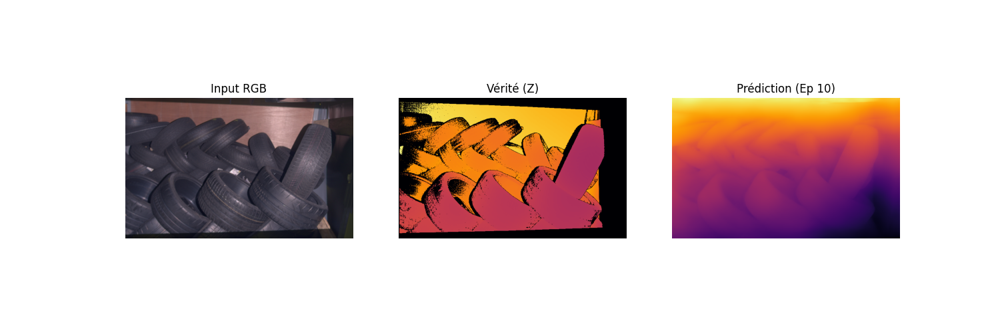 Input RGB
Vérité (Z)
Prédiction (Ep 10)